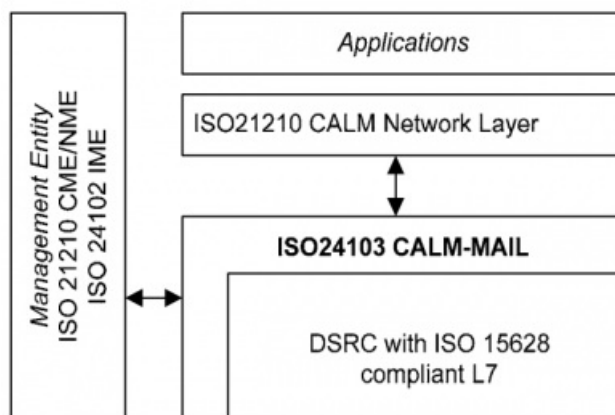 Management Entity
ISO 21210 CME/NME
ISO 24102 IME
Applications
ISO21210 CALM Network Layer
ISO24103 CALM-MAIL
DSRC with ISO 15628
compliant L7